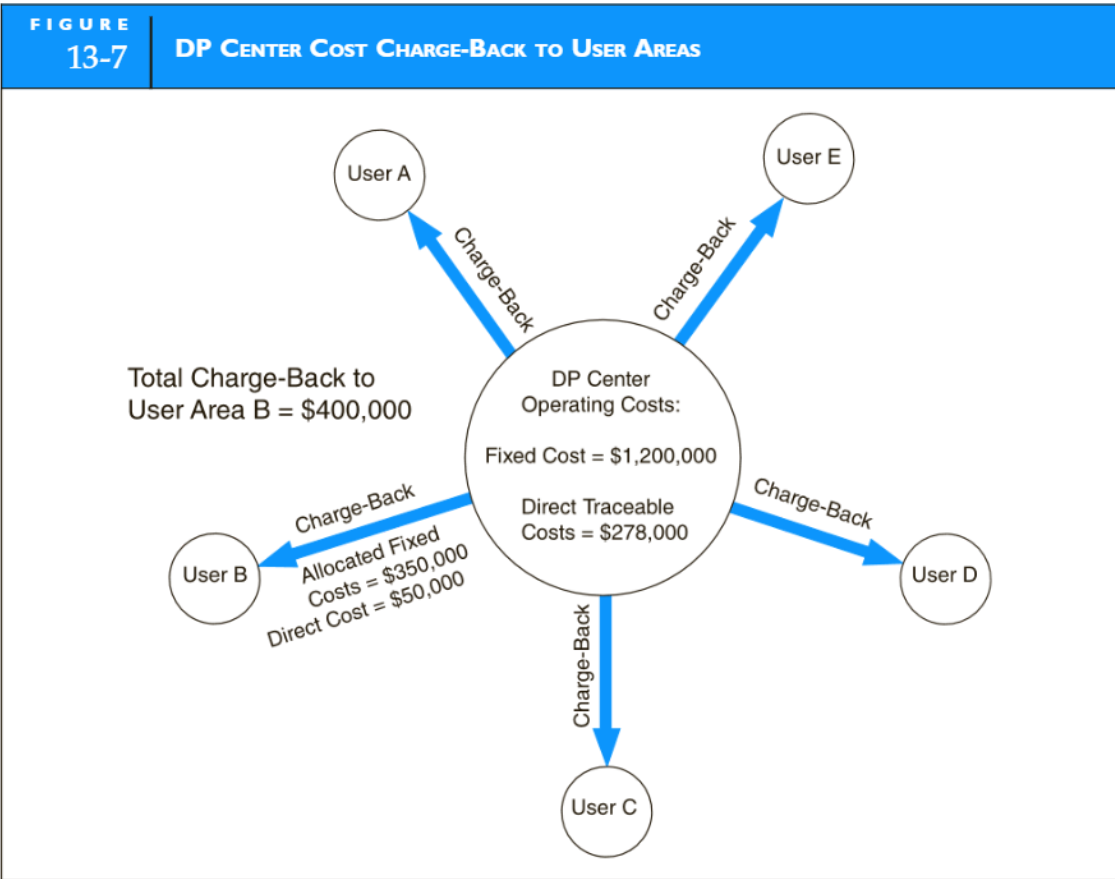 FIGURE
13-7
DP CENTER COST CHARGE-BACK TO USER AREAS
User A
User E
Charge-Back
Charge-Back
Total Charge-Back to
User Area B = $400,000
DP Center
Operating Costs:
Fixed Cost = $1,200,000
Direct Traceable
Costs = $278,000
Charge-Back
Charge-Back
Allocated Fixed
Costs = $350,000
Direct Cost = $50,000
User B
User D
Charge-Back
User C